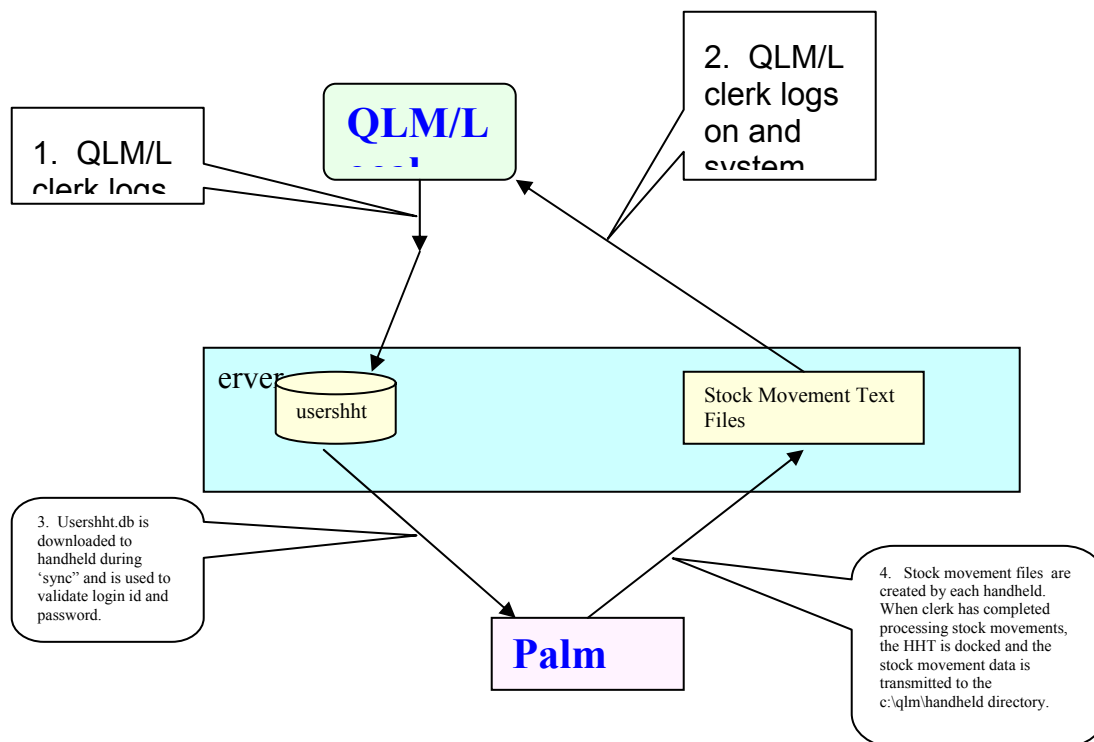 2. QLM/L
clerk logs
on and
system
QLM/L
1. QLM/L
clerk logs
erver
usershht
Stock Movement Text
Files
3. Usershht.db is
downloaded to
handheld during
‘sync” and is used to
validate login id and
password.
4. Stock movement files are
created by each handheld.
When clerk has completed
processing stock movements,
the HHT is docked and the
stock movement data is
transmitted to the
c:\qlm\handheld directory.
Palm